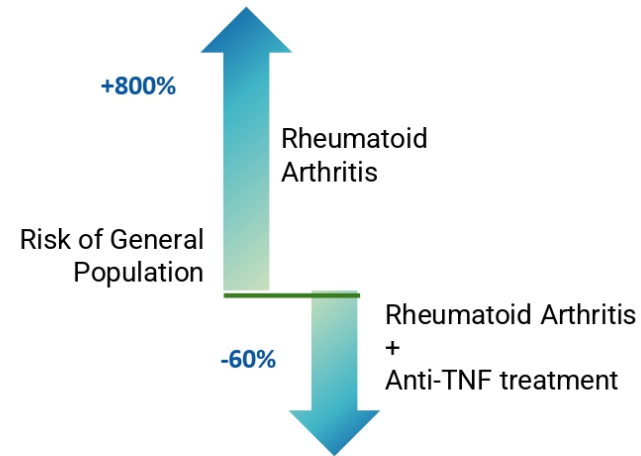 +800%
Rheumatoid
Arthritis
Risk of General
Population
Rheumatoid Arthritis
+
Anti-TNF treatment
-60%